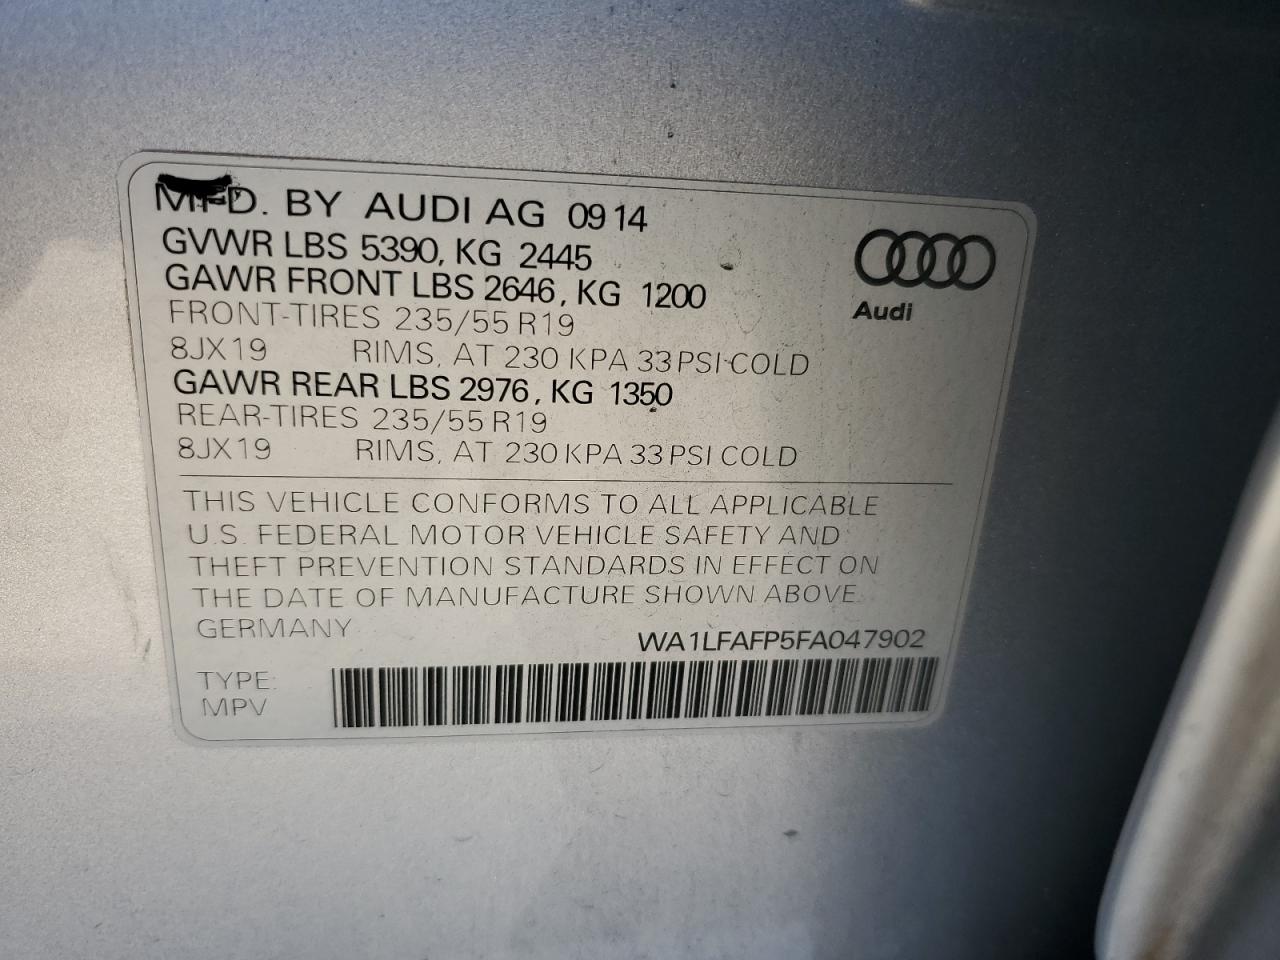 MFD. BY AUDI AG 09 14
GVWR LBS 5390, KG 2445
GAWR FRONT LBS 2646, KG 1200
FRONT-TIRES 235/55 R19
8JX19 RIMS, AT 230 KPA 33 PSI COLD
GAWR REAR LBS 2976, KG 1350
REAR-TIRES 235/55 R19
8JX19 RIMS, AT 230 KPA 33 PSI COLD
Audi
THIS VEHICLE CONFORMS TO ALL APPLICABLE
U.S. FEDERAL MOTOR VEHICLE SAFETY AND
THEFT PREVENTION STANDARDS IN EFFECT ON
THE DATE OF MANUFACTURE SHOWN ABOVE.
GERMANY
WA1LFAFP5FA047902
TYPE:
MPV